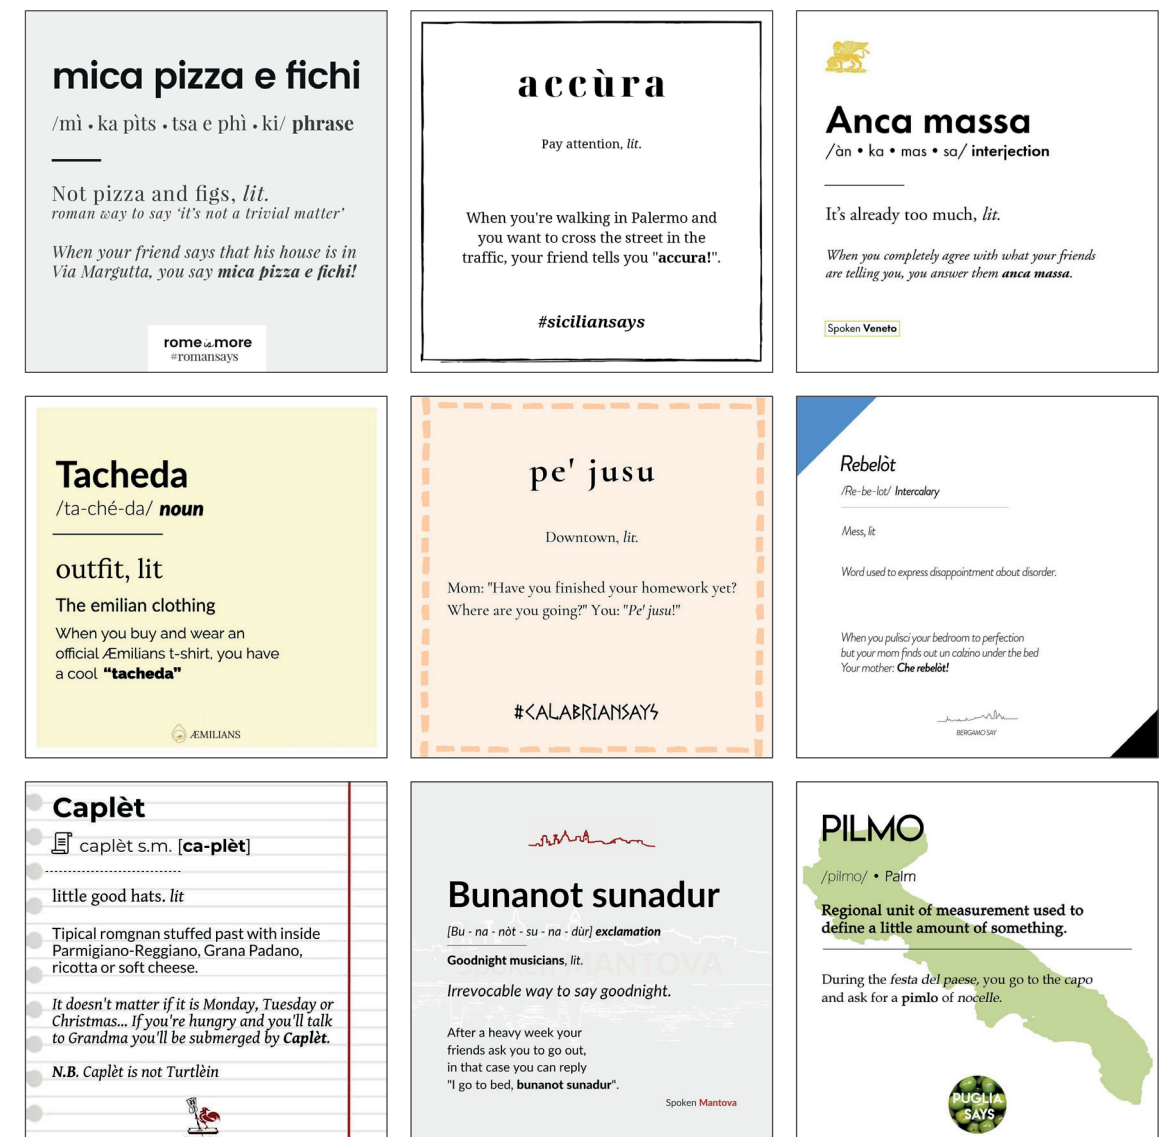 mica pizza e fichi
/mì • ka pìts • tsa e phì • ki/ phrase
Not pizza and figs, lit.
roman way to say ‘it’s not a trivial matter’
When your friend says that his house is in
Via Margutta, you say mica pizza e fichi!
rome is more
#romansays
accùra
Pay attention, lit.
When you're walking in Palermo and
you want to cross the street in the
traffic, your friend tells you "accura!".
#siciliansays
Anca massa
/àn • ka • mas • sa/ interjection
It’s already too much, lit.
When you completely agree with what your friends
are telling you, you answer them anca massa.
Spoken Veneto
Tacheda
/ta-ché-da/ noun
outfit, lit
The emilian clothing
When you buy and wear an
official Æmilians t-shirt, you have
a cool “tacheda”
ÆMILIANS
pe' jusu
Downtown, lit.
Mom: "Have you finished your homework yet?
Where are you going?" You: "Pe' jusu!"
#CALABRIANSAYS
Rebelòt
/Re-be-lot/ Intercalary
Mess, lit
Word used to express disappointment about disorder.
When you pulisci your bedroom to perfection
but your mom finds out un calzino under the bed
Your mother: Che rebelòt!
BERGAMO SAY
Caplèt
caplèt s.m. [ca-plèt]
little good hats. lit
Tipical romgnan stuffed past with inside
Parmigiano-Reggiano, Grana Padano,
ricotta or soft cheese.
It doesn't matter if it is Monday, Tuesday or
Christmas... If you're hungry and you'll talk
to Grandma you'll be submerged by Caplèt.
N.B. Caplèt is not Turtlèin
Bunanot sunadur
[Bu - na - nòt - su - na - dùr] exclamation
Goodnight musicians, lit.
Spoken MANTOVA
Irrevocable way to say goodnight.
After a heavy week your
friends ask you to go out,
in that case you can reply
"I go to bed, bunanot sunadur".
Spoken Mantova
PILMO
/pilmo/ • Palm
Regional unit of measurement used to
define a little amount of something.
During the festa del paese, you go to the capo
and ask for a pimlo of nocelle.
PUGLIA
SAYS